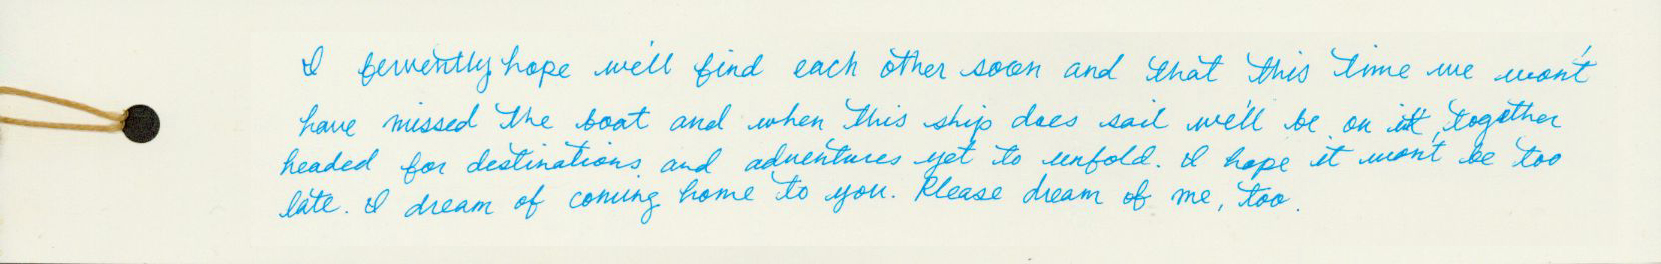 I fervently hope we'll find each other soon and that this time we won't
have missed the boat and when this ship does sail we'll be on it, together
headed for destinations and adventures yet to unfold. I hope it won't be too
late. I dream of coming home to you. Please dream of me, too.